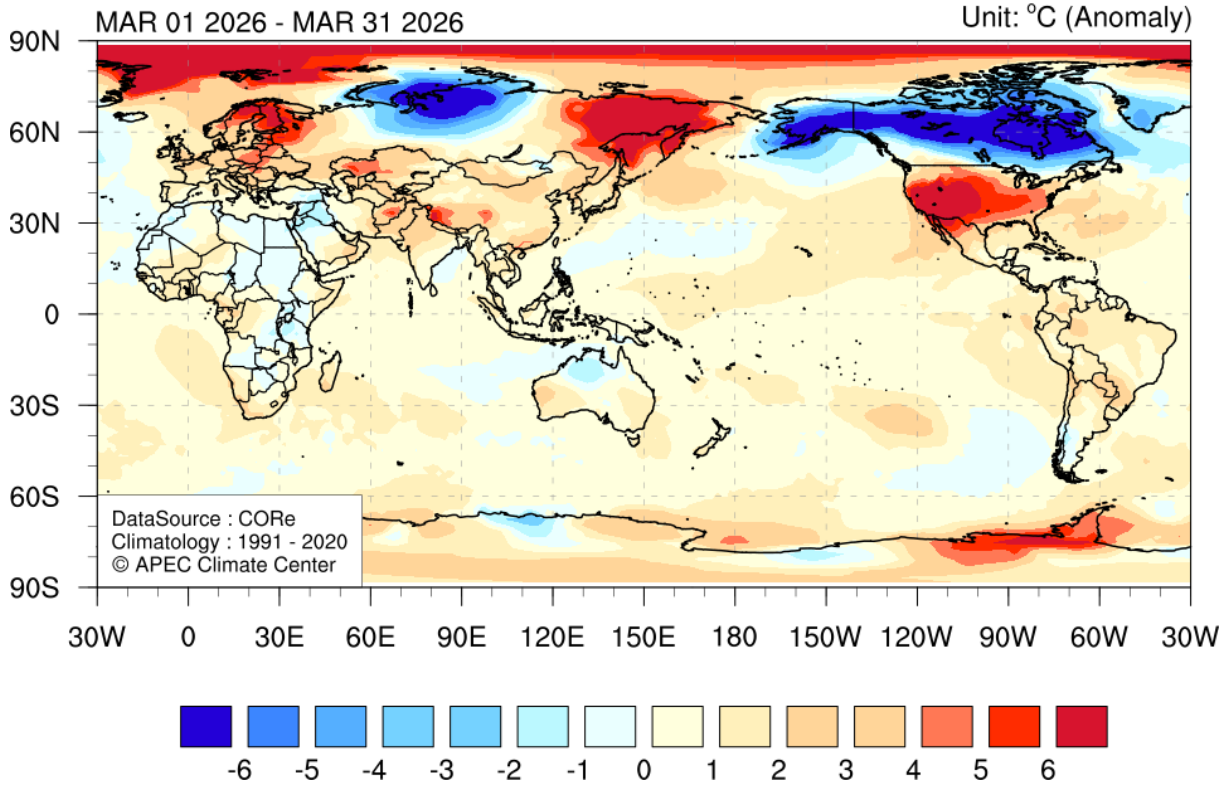 MAR 01 2026 - MAR 31 2026
Unit: °C (Anomaly)
90N
60N
30N
0
30S
60S
90S
DataSource : CORe
Climatology : 1991 - 2020
© APEC Climate Center
30W 0 30E 60E 90E 120E 150E 180 150W 120W 90W 60W 30W
-6 -5 -4 -3 -2 -1 0 1 2 3 4 5 6